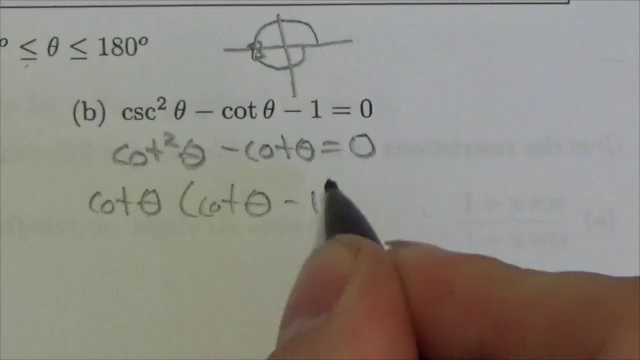 ° ≤ θ ≤ 180°
(b) csc² θ − cot θ − 1 = 0
cot²θ − cotθ = 0
cotθ (cotθ − 1